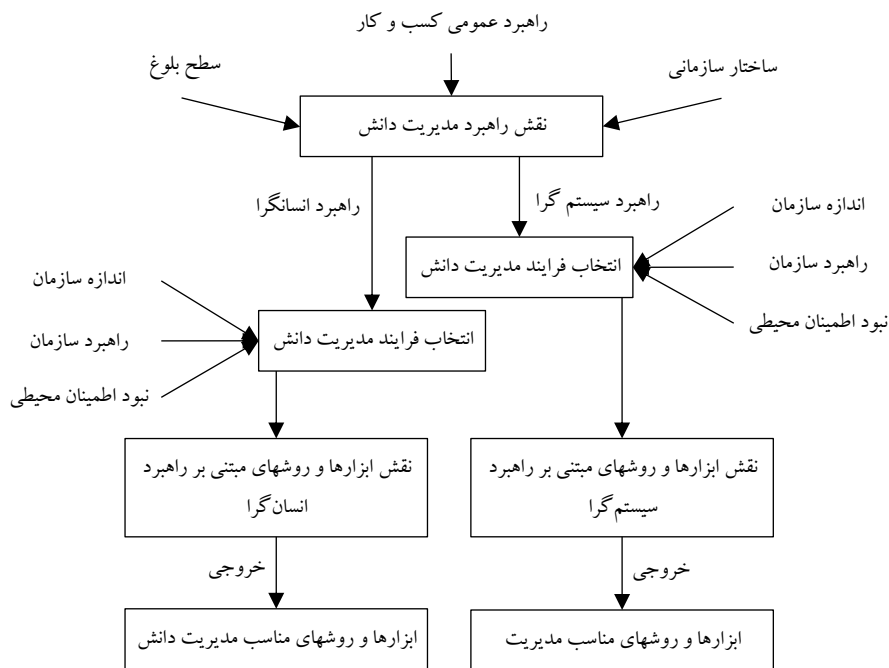 راهبرد عمومی کسب و کار
ساختار سازمانی
سطح بلوغ
نقش راهبرد مدیریت دانش
راهبرد سیستم گرا
راهبرد انسانگرا
اندازه سازمان
راهبرد سازمان
نبود اطمینان محیطی
انتخاب فرایند مدیریت دانش
اندازه سازمان
راهبرد سازمان
نبود اطمینان محیطی
انتخاب فرایند مدیریت دانش
نقش ابزارها و روشهای مبتنی بر راهبرد
سیستم‌گرا
نقش ابزارها و روشهای مبتنی بر راهبرد
انسان‌گرا
خروجی
خروجی
ابزارها و روشهای مناسب مدیریت
ابزارها و روشهای مناسب مدیریت دانش